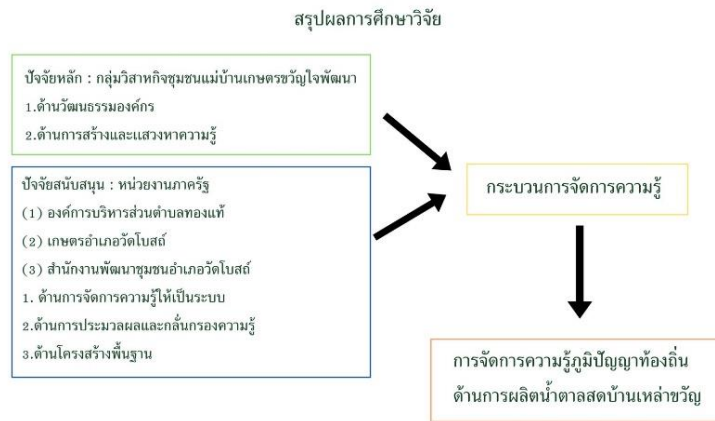 สรุปผลการศึกษาวิจัย
ปัจจัยหลัก : กลุ่มวิสาหกิจชุมชนแม่บ้านเกษตรขวัญใจพัฒนา
1.ด้านวัฒนธรรมองค์กร
2.ด้านการสร้างและแสวงหาความรู้
ปัจจัยสนับสนุน : หน่วยงานภาครัฐ
(1) องค์การบริหารส่วนตำบลทองแท้
(2) เกษตรอำเภอวัดโบสถ์
(3) สำนักงานพัฒนาชุมชนอำเภอวัดโบสถ์
1. ด้านการจัดการความรู้ให้เป็นระบบ
2.ด้านการประมวลผลและกลั่นกรองความรู้
3.ด้านโครงสร้างพื้นฐาน
กระบวนการจัดการความรู้
การจัดการความรู้ภูมิปัญญาท้องถิ่น
ด้านการผลิตน้ำตาลสดบ้านเหล่าขวัญ